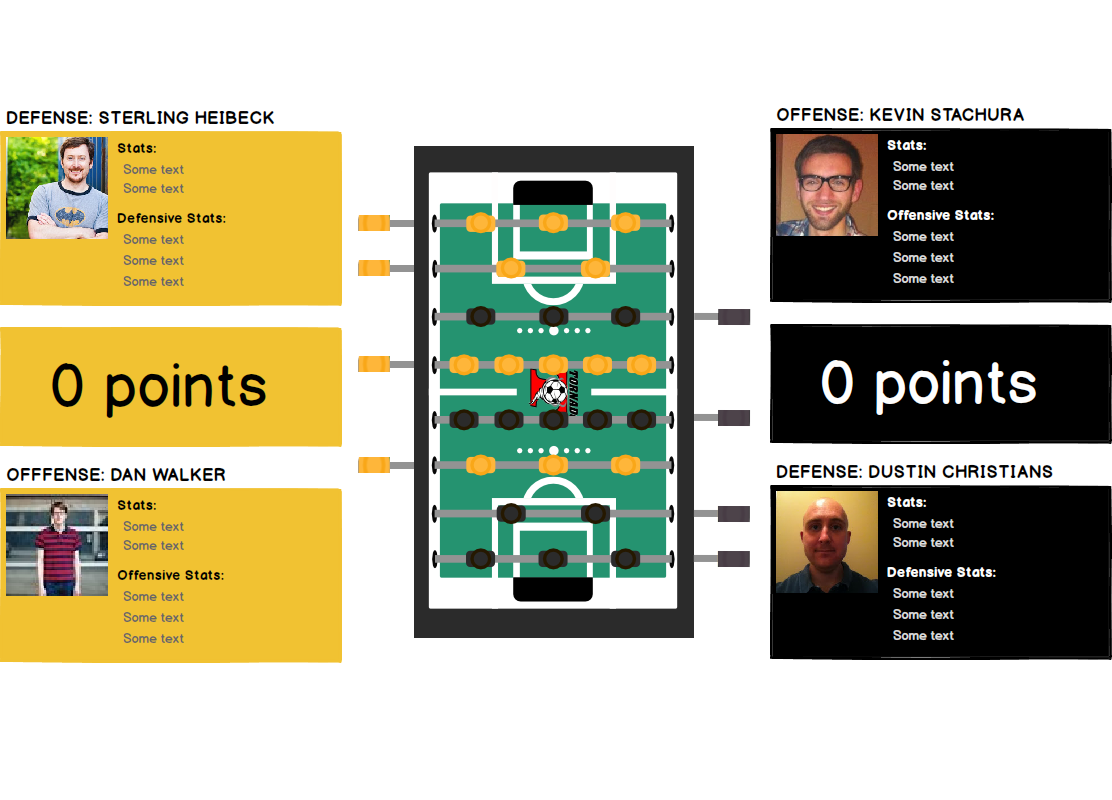 DEFENSE: STERLING HEIBECK
Stats:
Some text
Some text
Defensive Stats:
Some text
Some text
Some text
0 points
OFFFENSE: DAN WALKER
Stats:
Some text
Some text
Offensive Stats:
Some text
Some text
Some text
TORNAD
OFFENSE: KEVIN STACHURA
Stats:
Some text
Some text
Offensive Stats:
Some text
Some text
Some text
0 points
DEFENSE: DUSTIN CHRISTIANS
Stats:
Some text
Some text
Defensive Stats:
Some text
Some text
Some text